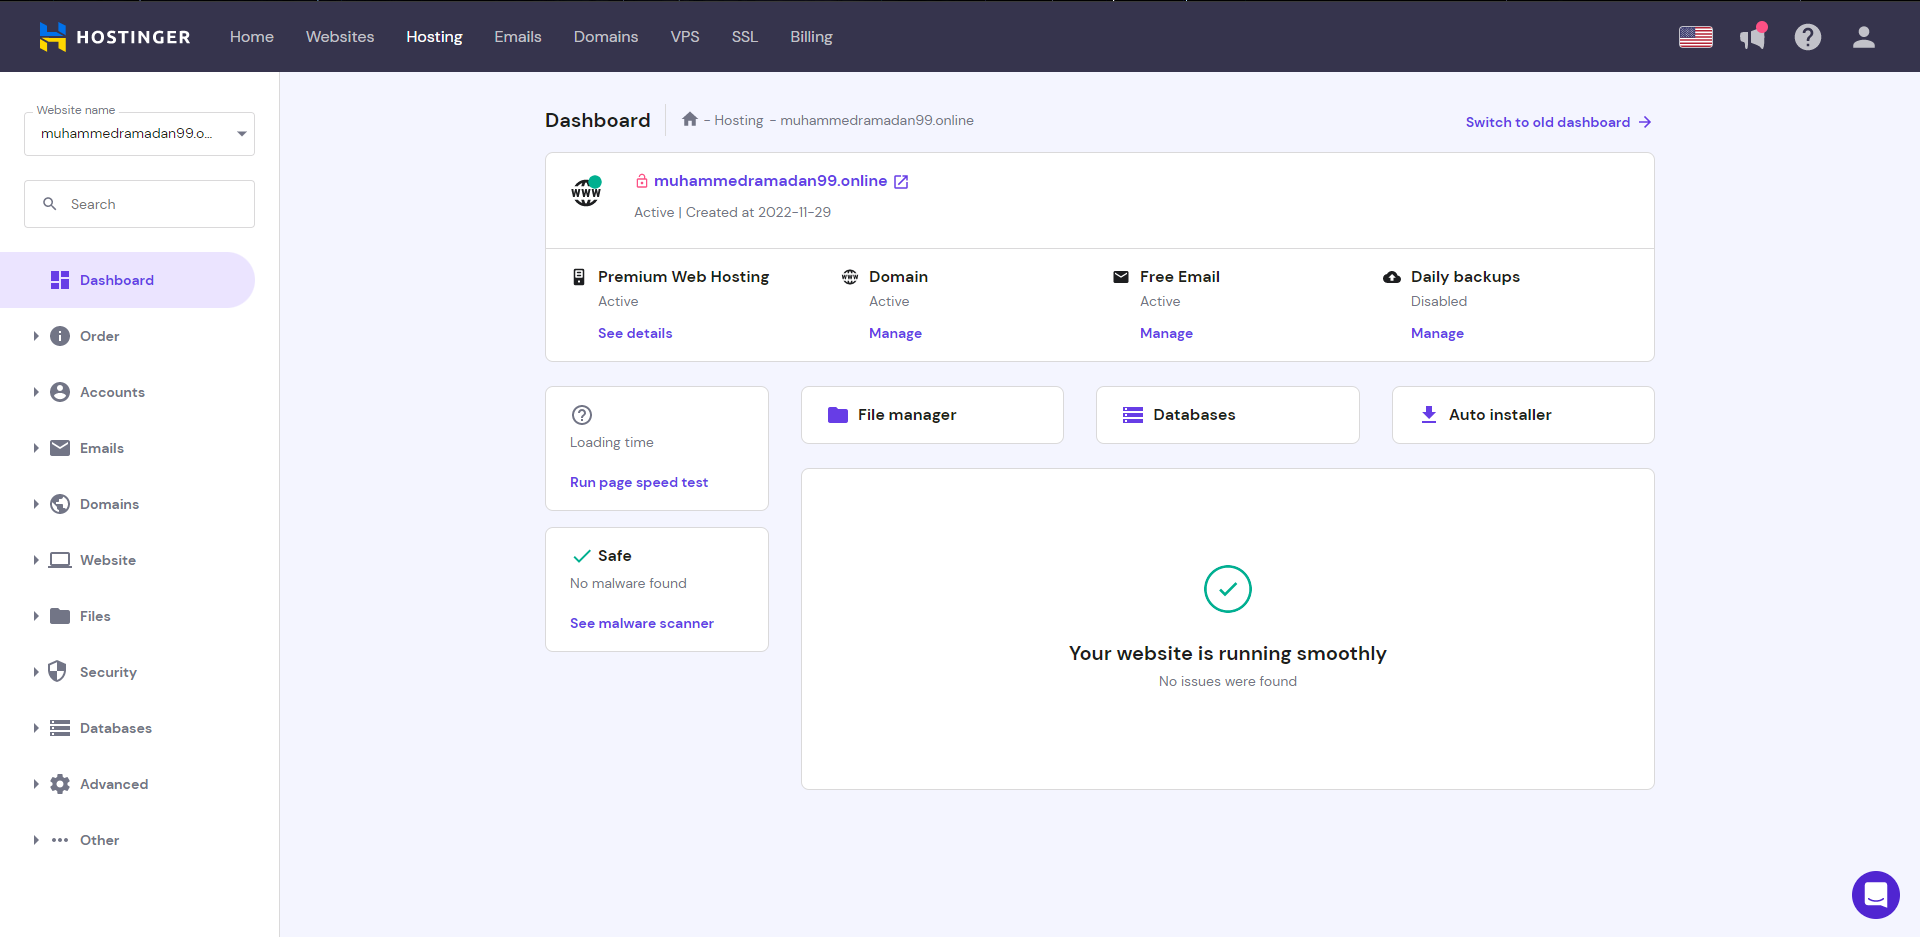 HOSTINGER Home Websites Hosting Emails Domains VPS SSL Billing
Website name
muhammedramadan99.o...
Search
Dashboard
Order
Accounts
Emails
Domains
Website
Files
Security
Databases
Advanced
Other
Dashboard - Hosting - muhammedramadan99.online
Switch to old dashboard
www
muhammedramadan99.online
Active | Created at 2022-11-29
Premium Web Hosting
Active
See details
www
Domain
Active
Manage
Free Email
Active
Manage
Daily backups
Disabled
Manage
Loading time
Run page speed test
Safe
No malware found
See malware scanner
File manager
Databases
Auto installer
Your website is running smoothly
No issues were found